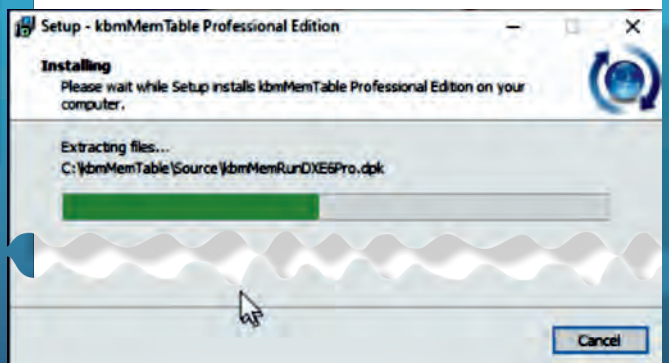 Setup - kbmMemTable Professional Edition
Installing
Please wait while Setup installs kbmMemTable Professional Edition on your
computer.
Extracting files...
C:\kbmMemTable\Source\kbmMemRunDXE6Pro.dpk
Cancel